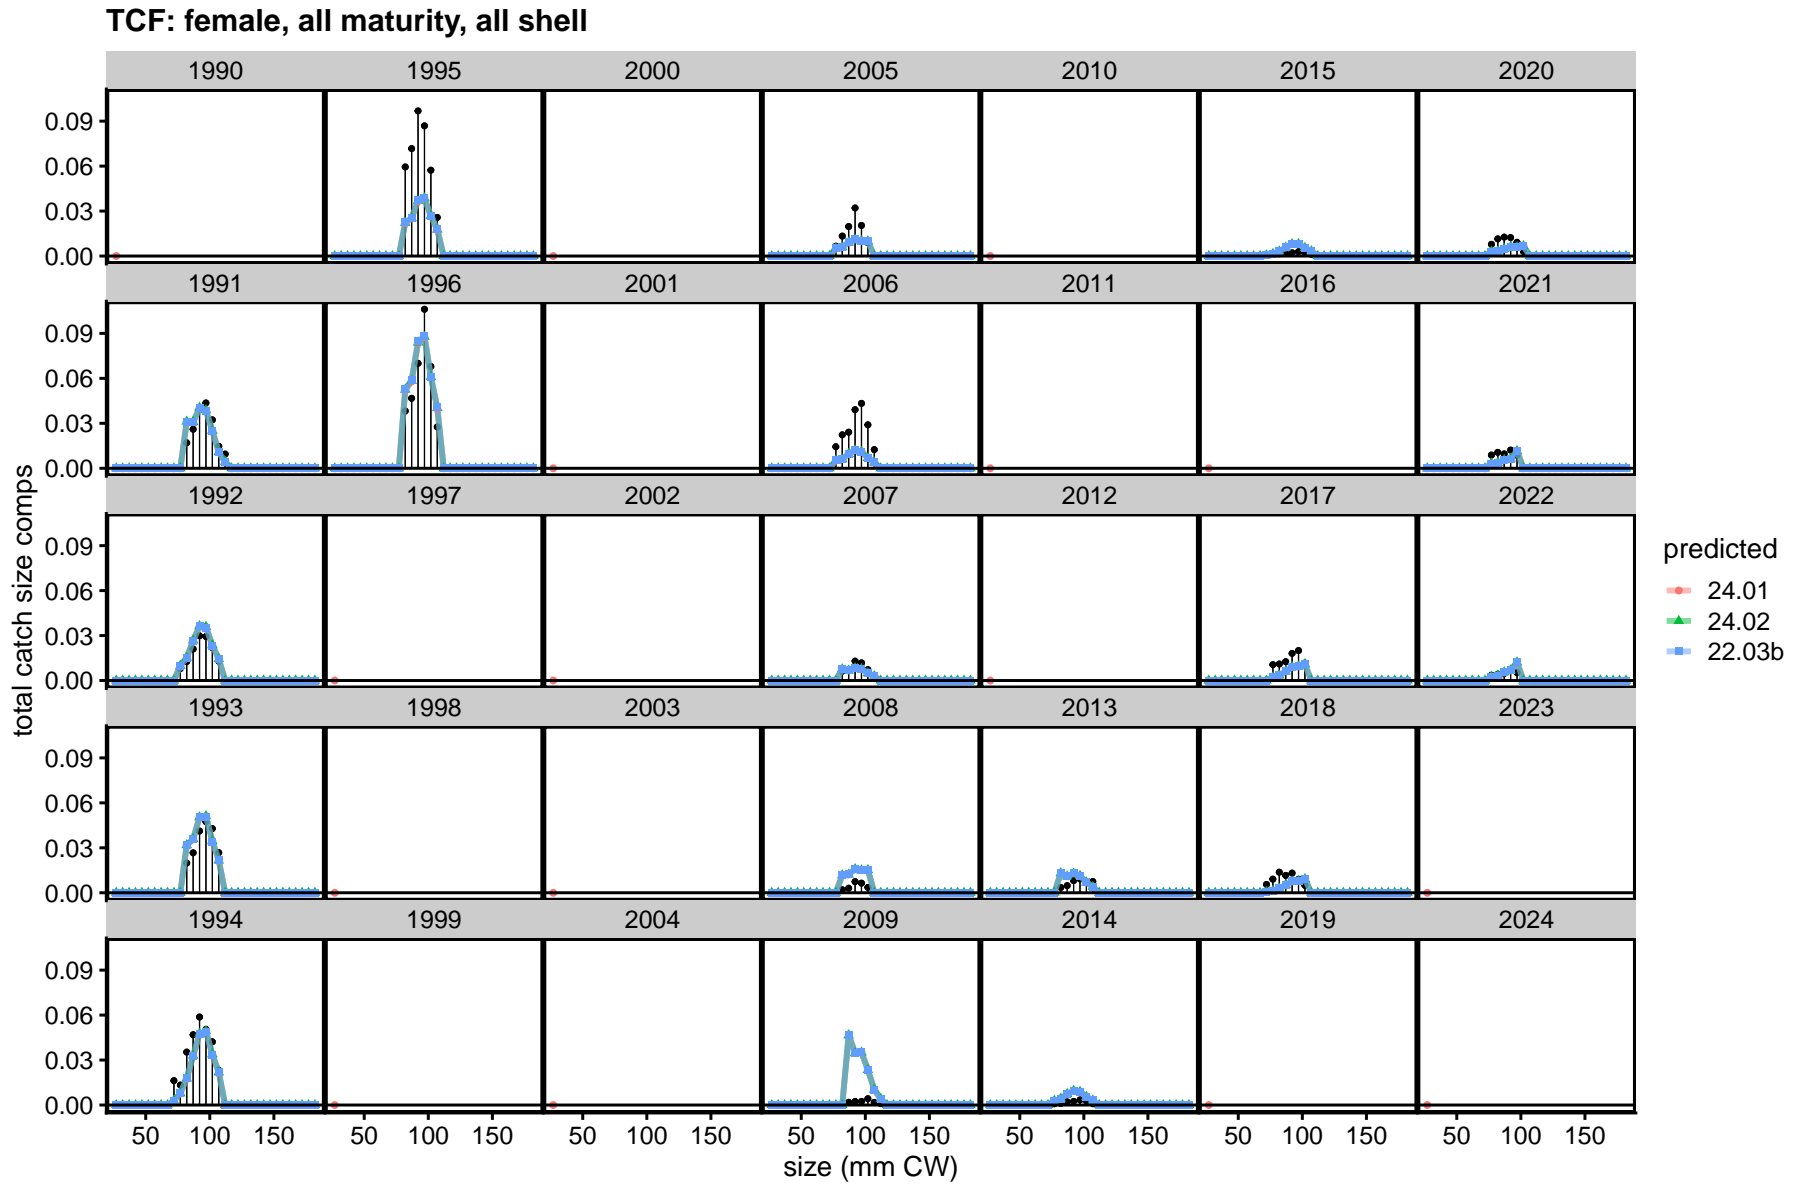 TCF: female, all maturity, all shell
1990 1995 2000 2005 2010 2015 2020
0.09
0.06
0.03
0.00
1991 1996 2001 2006 2011 2016 2021
0.09
0.06
0.03
0.00
1992 1997 2002 2007 2012 2017 2022
0.09
0.06
0.03
0.00
1993 1998 2003 2008 2013 2018 2023
0.09
0.06
0.03
0.00
1994 1999 2004 2009 2014 2019 2024
0.09
0.06
0.03
0.00
50 100 150 50 100 150 50 100 150 50 100 150 50 100 150 50 100 150 50 100 150
size (mm CW)
total catch size comps
predicted
24.01
24.02
22.03b